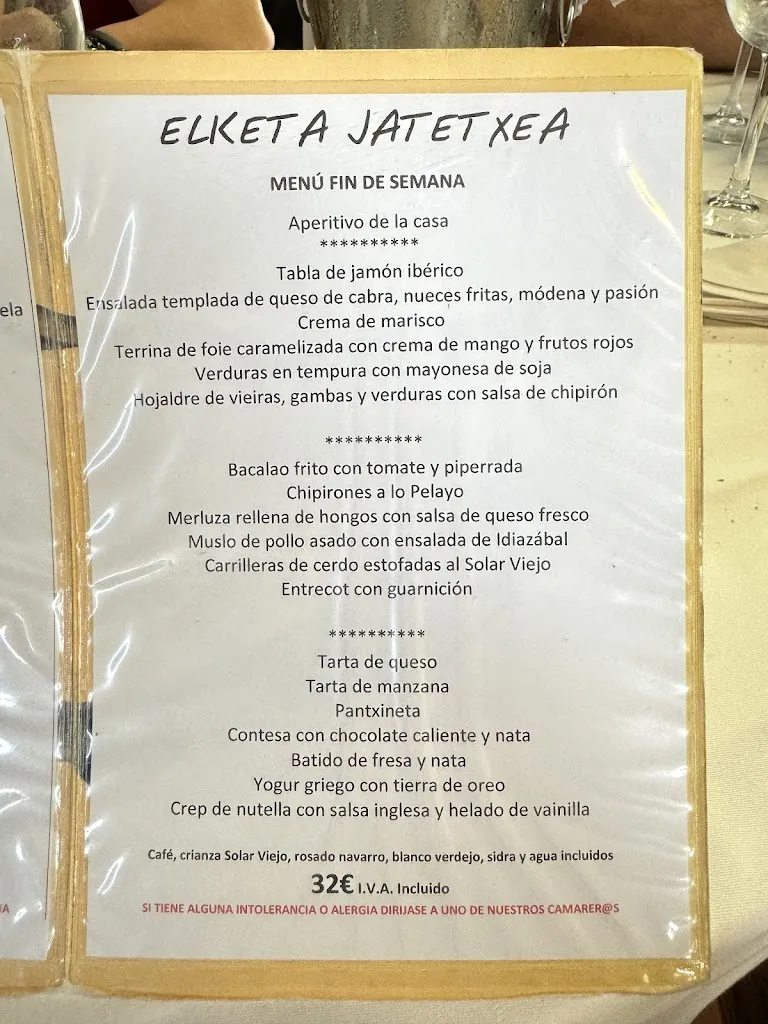 ELKETA JATETXEA
MENÚ FIN DE SEMANA
Aperitivo de la casa
**********
Tabla de jamón ibérico
Ensalada templada de queso de cabra, nueces fritas, módena y pasión
Crema de marisco
Terrina de foie caramelizada con crema de mango y frutos rojos
Verduras en tempura con mayonesa de soja
Hojaldre de vieiras, gambas y verduras con salsa de chipirón
**********
Bacalao frito con tomate y piperrada
Chipirones a lo Pelayo
Merluza rellena de hongos con salsa de queso fresco
Muslo de pollo asado con ensalada de Idiazábal
Carrilleras de cerdo estofadas al Solar Viejo
Entrecot con guarnición
**********
Tarta de queso
Tarta de manzana
Pantxineta
Contesa con chocolate caliente y nata
Batido de fresa y nata
Yogur griego con tierra de oreo
Crep de nutella con salsa inglesa y helado de vainilla
Café, crianza Solar Viejo, rosado navarro, blanco verdejo, sidra y agua incluidos
32€ I.V.A. Incluido
SI TIENE ALGUNA INTOLERANCIA O ALERGIA DIRIJASE A UNO DE NUESTROS CAMARER@S